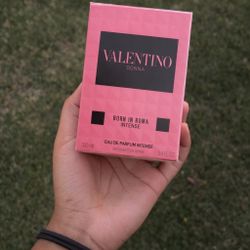 VALENTINO
DONNA
BORN IN ROMA
INTENSE
EAU DE PARFUM INTENSE